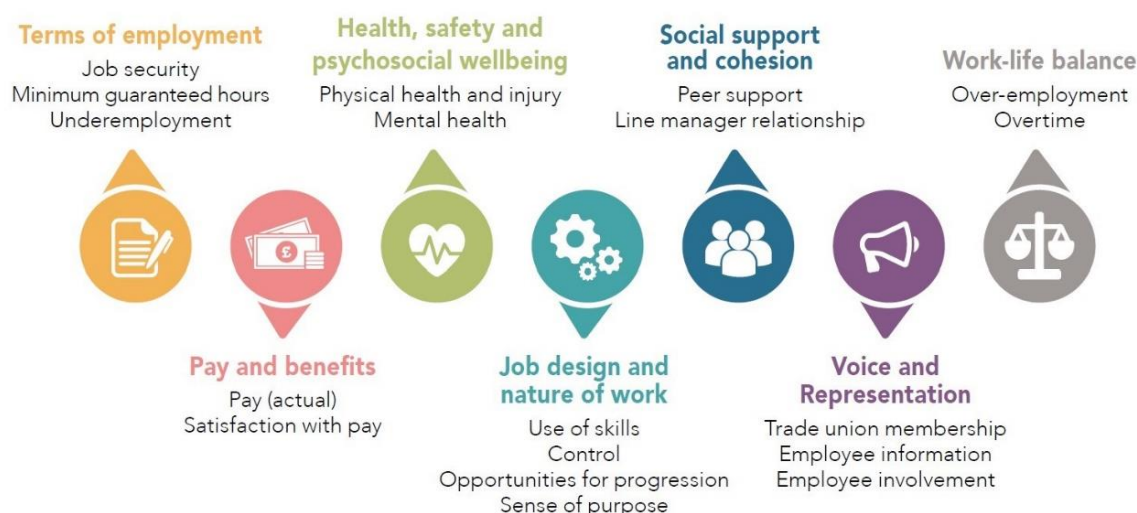 Terms of employment
Job security
Minimum guaranteed hours
Underemployment
£
Pay and benefits
Pay (actual)
Satisfaction with pay
Health, safety and
psychosocial wellbeing
Physical health and injury
Mental health
Job design and
nature of work
Use of skills
Control
Opportunities for progression
Sense of purpose
Social support
and cohesion
Peer support
Line manager relationship
Voice and
Representation
Trade union membership
Employee information
Employee involvement
Work-life balance
Over-employment
Overtime